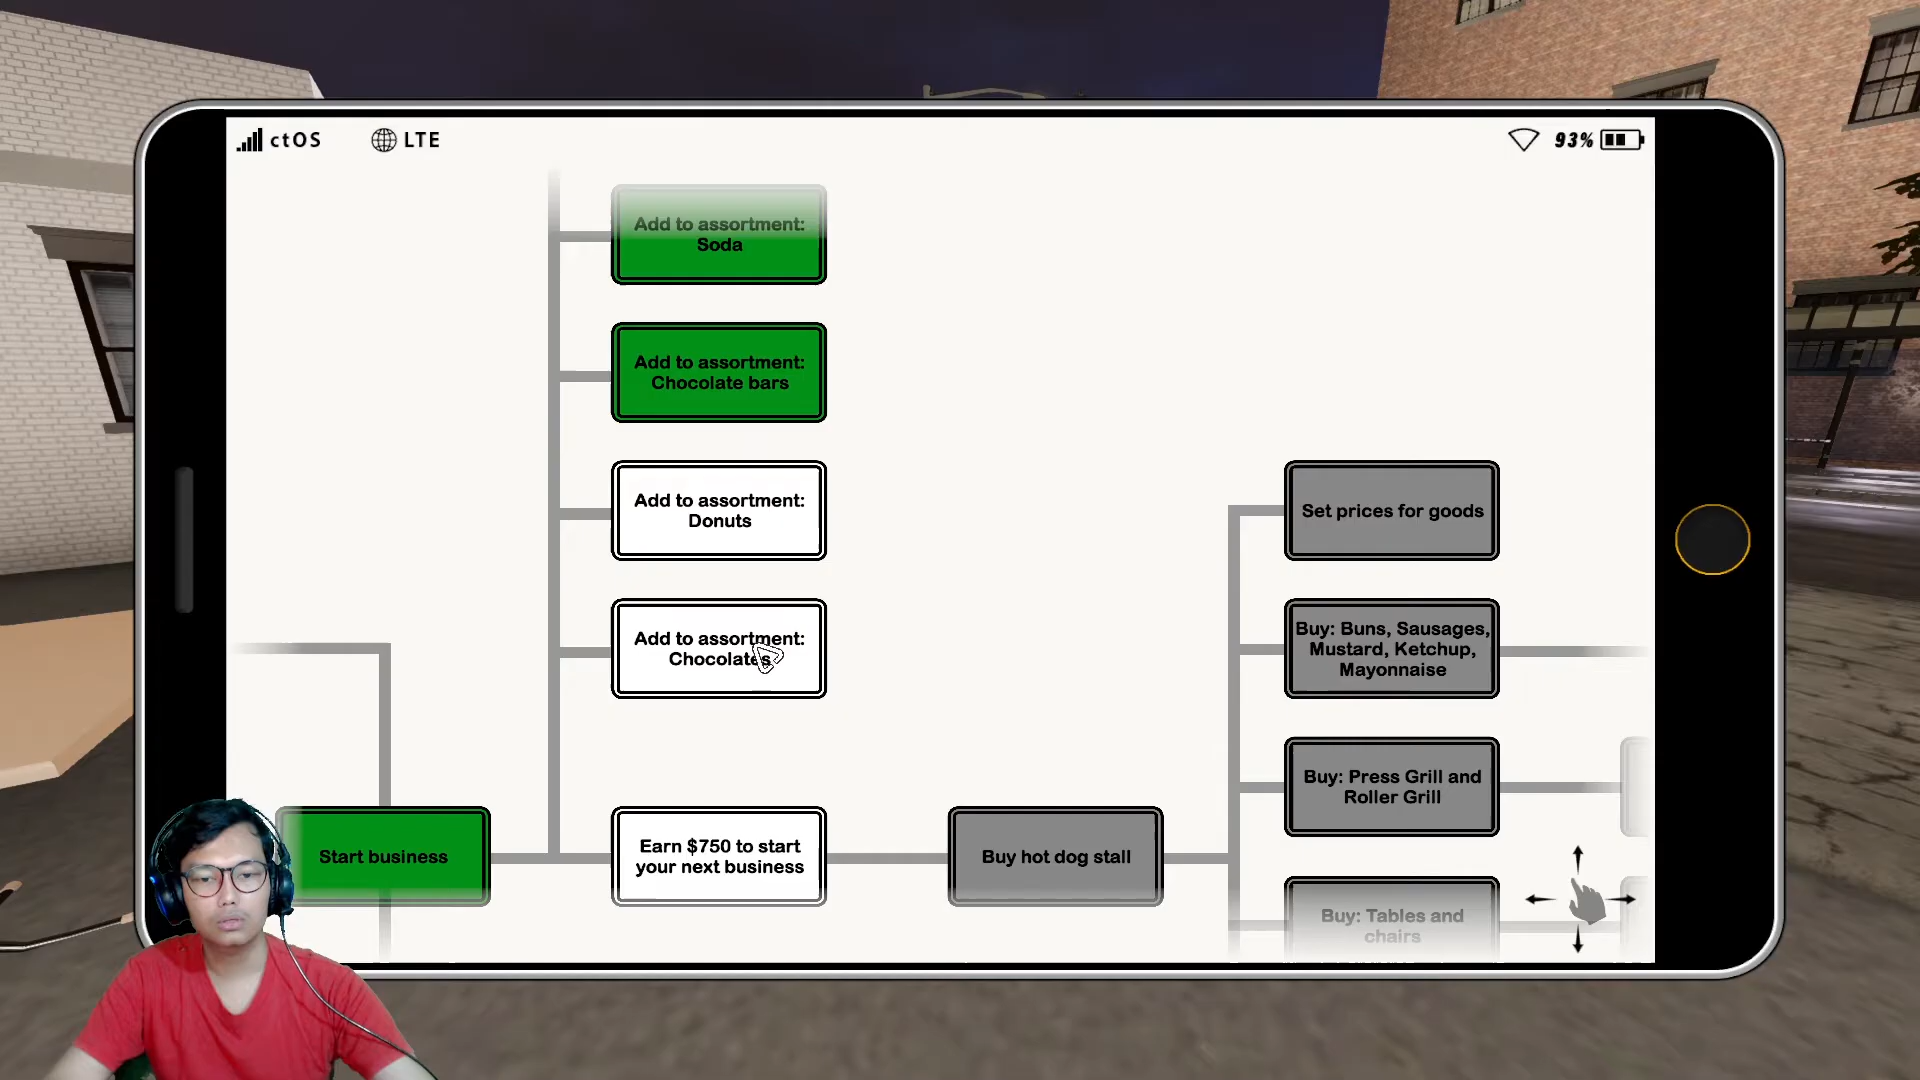 ctOS LTE 93%
Add to assortment:
Soda
Add to assortment:
Chocolate bars
Add to assortment:
Donuts
Set prices for goods
Add to assortment:
Chocolates
Buy: Buns, Sausages,
Mustard, Ketchup,
Mayonnaise
Buy: Press Grill and
Roller Grill
Start business
Earn $750 to start
your next business
Buy hot dog stall
Buy: Tables and
chairs